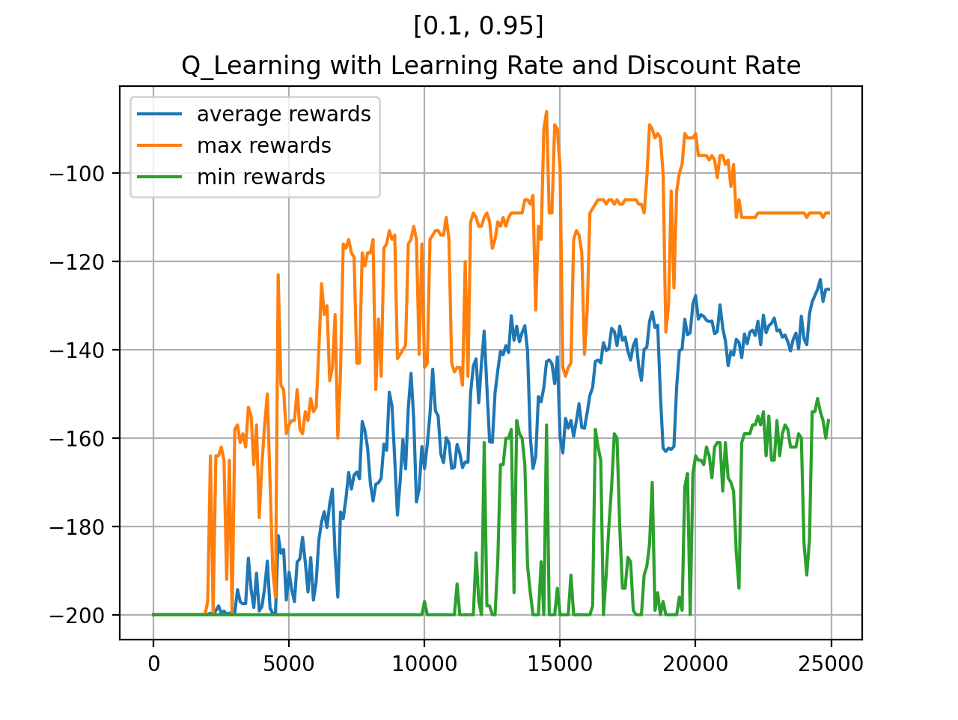 [0.1, 0.95]
Q_Learning with Learning Rate and Discount Rate
average rewards
max rewards
min rewards
−100
−120
−140
−160
−180
−200
0 5000 10000 15000 20000 25000